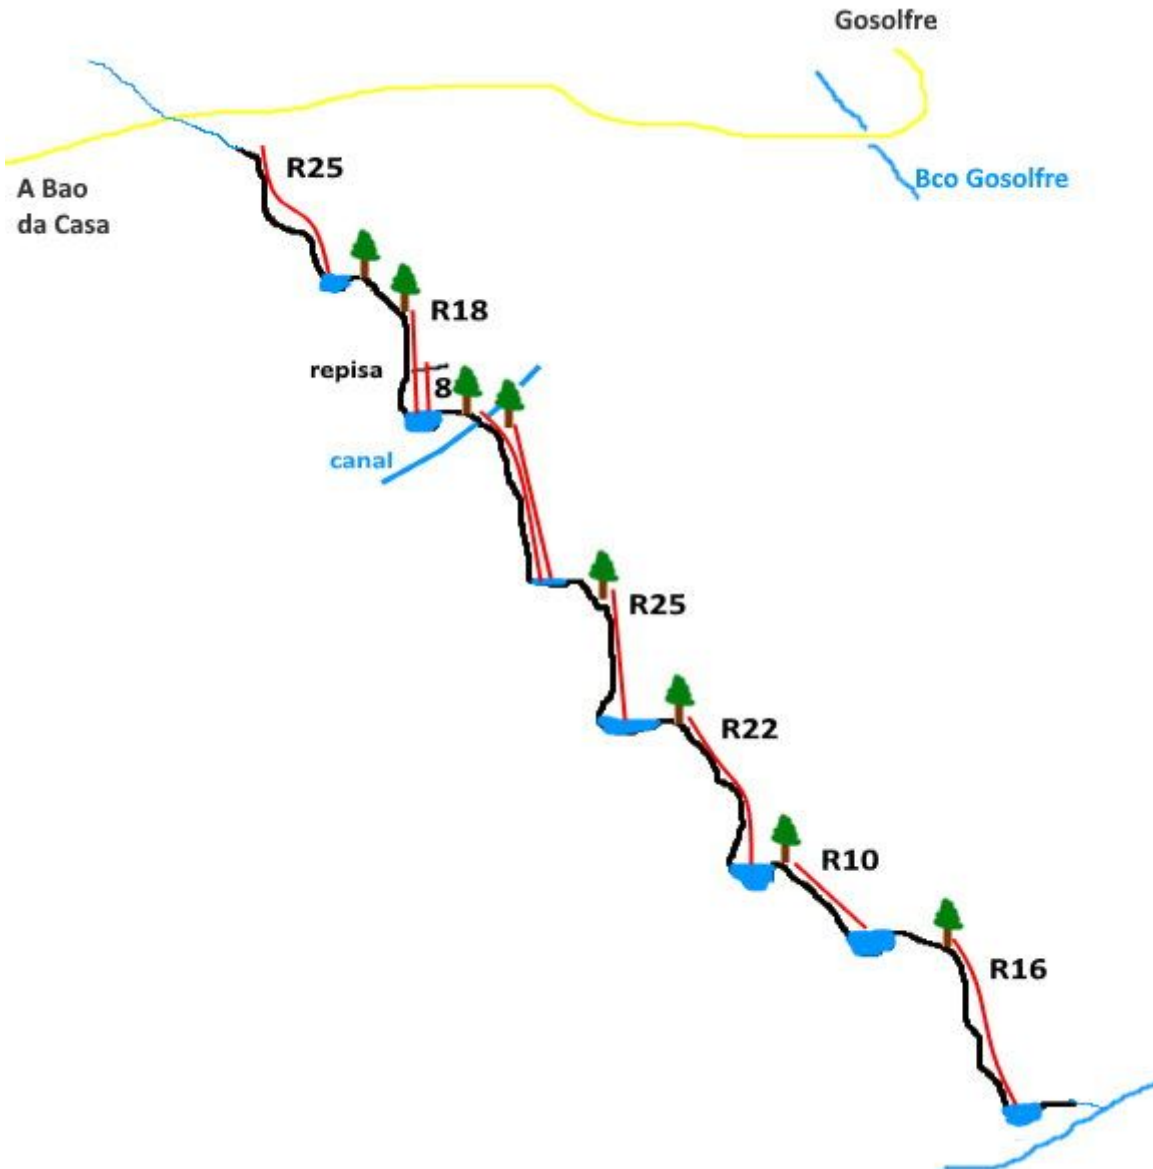 Gosolfre
R25
Bco Gosolfre
A Bao
da Casa
R18
repisa
8
canal
R25
R22
R10
R16